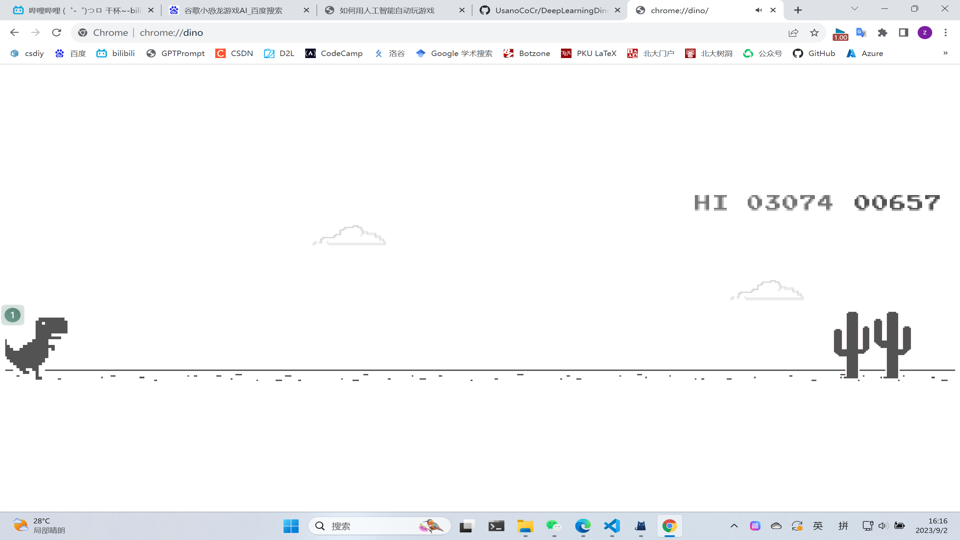 哔哩哔哩 (゜-゜)つロ 干杯~-bili
谷歌小恐龙游戏AI_百度搜索
如何用人工智能自动玩游戏
UsanoCoCr/DeepLearningDin
chrome://dino/
Chrome | chrome://dino
1.00
z
csdiy
百度
bilibili
GPTPrompt
CSDN
D2L
CodeCamp
洛谷
Google 学术搜索
Botzone
PKU LaTeX
北大门户
北大树洞
公众号
GitHub
Azure
»
HI 03074 00657
1
28°C
局部晴朗
搜索
英
拼
16:16
2023/9/2